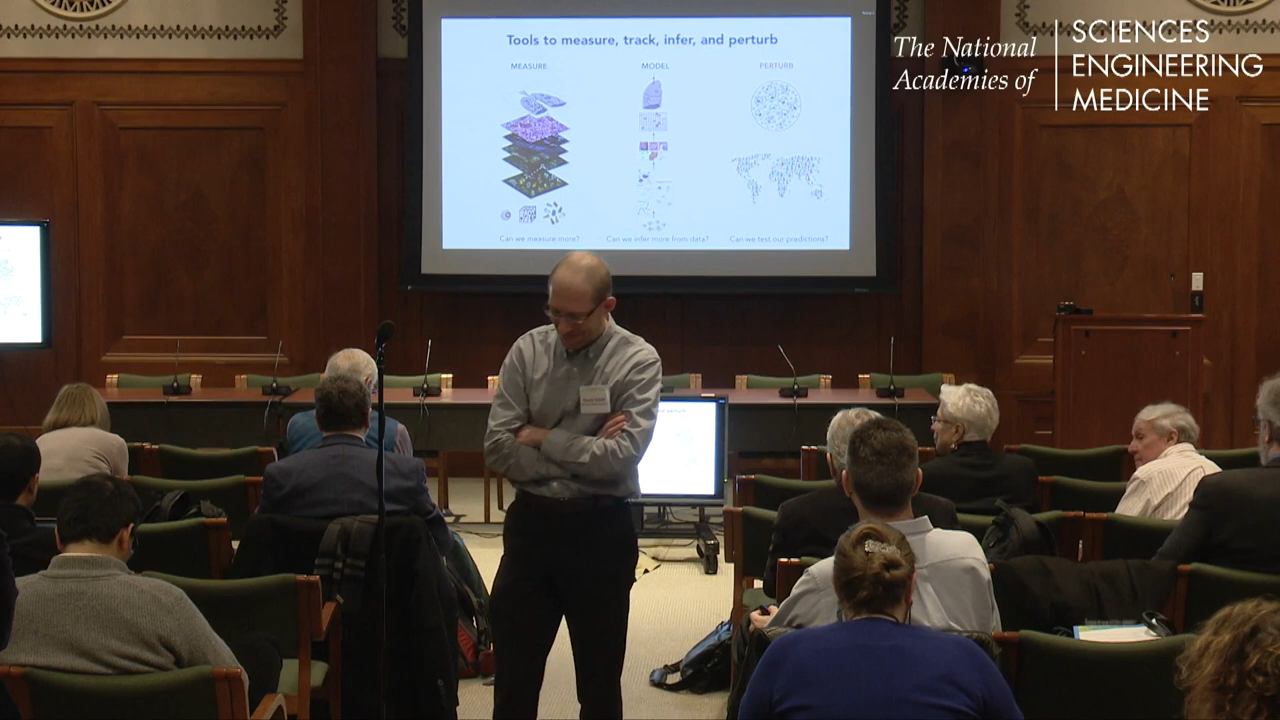 Tools to measure, track, infer, and perturb
MEASURE
MODEL
PERTURB
Can we measure more?
Can we infer more from data?
Can we test our predictions?
The National
Academies of
SCIENCES
ENGINEERING
MEDICINE